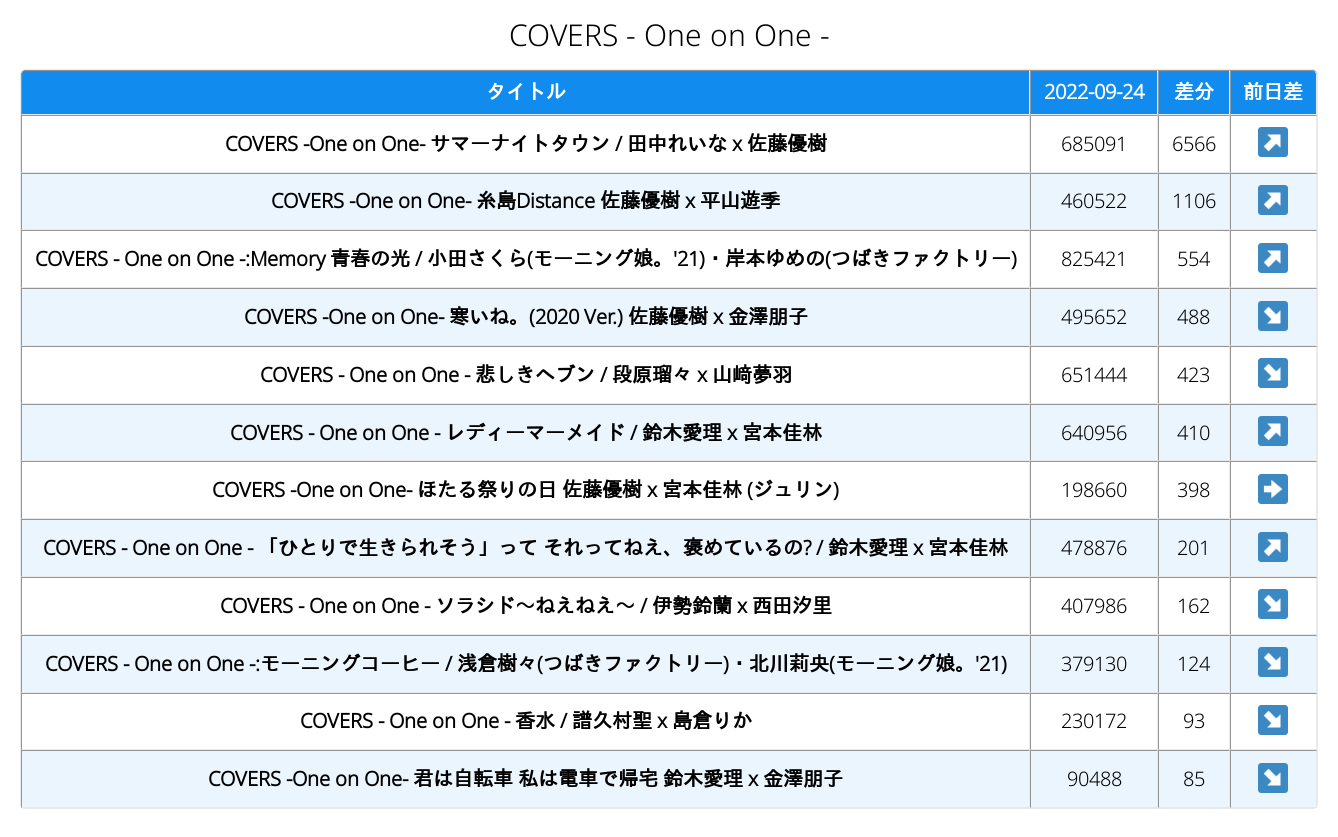 COVERS - One on One -
タイトル 2022-09-24 差分 前日差
COVERS -One on One- サマーナイトタウン / 田中れいな x 佐藤優樹 685091 6566
COVERS -One on One- 糸島Distance 佐藤優樹 x 平山遊季 460522 1106
COVERS - One on One -:Memory 青春の光 / 小田さくら(モーニング娘。'21)・岸本ゆめの(つばきファクトリー) 825421 554
COVERS -One on One- 寒いね。(2020 Ver.) 佐藤優樹 x 金澤朋子 495652 488
COVERS - One on One - 悲しきヘブン / 段原瑠々 x 山﨑夢羽 651444 423
COVERS - One on One - レディーマーメイド / 鈴木愛理 x 宮本佳林 640956 410
COVERS -One on One- ほたる祭りの日 佐藤優樹 x 宮本佳林 (ジュリン) 198660 398
COVERS - One on One - 「ひとりで生きられそう」って それってねえ、褒めているの? / 鈴木愛理 x 宮本佳林 478876 201
COVERS - One on One - ソラシド～ねえねえ～ / 伊勢鈴蘭 x 西田汐里 407986 162
COVERS - One on One -:モーニングコーヒー / 浅倉樹々(つばきファクトリー)・北川莉央(モーニング娘。'21) 379130 124
COVERS - One on One - 香水 / 譜久村聖 x 島倉りか 230172 93
COVERS -One on One- 君は自転車 私は電車で帰宅 鈴木愛理 x 金澤朋子 90488 85